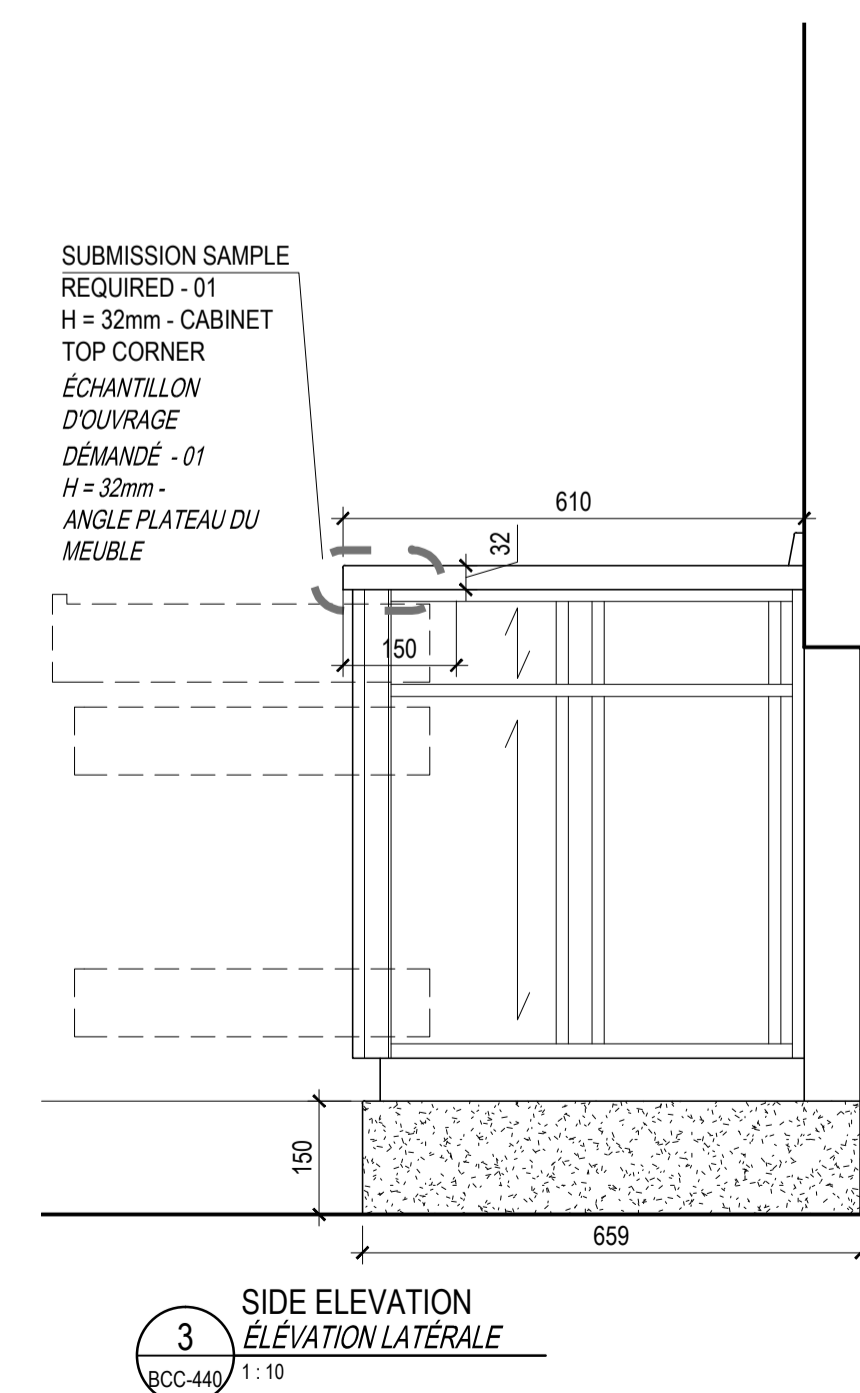 SUBMISSION SAMPLE
REQUIRED - 01
H = 32mm - CABINET
TOP CORNER
ÉCHANTILLON
D'OUVRAGE
DÉMANDÉ - 01
H = 32mm -
ANGLE PLATEAU DU
MEUBLE
610
32
150
150
659
SIDE ELEVATION
3
ÉLÉVATION LATÉRALE
BCC-440
1 : 10